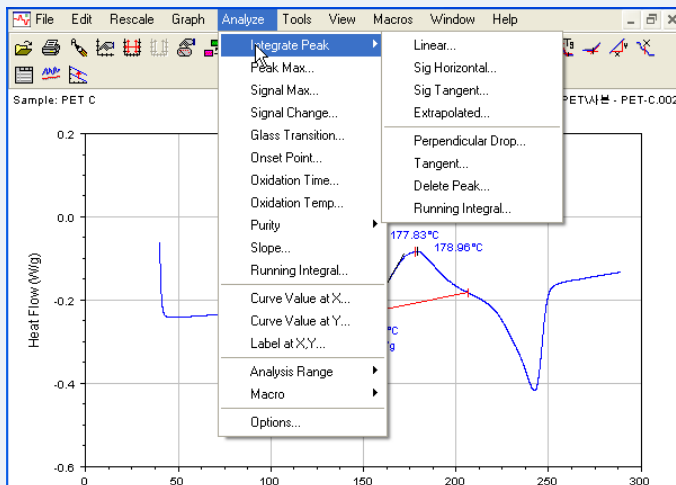 File Edit Rescale Graph Analyze Tools View Macros Window Help
Sample: PET C
PET\사본 - PET-C.002
Integrate Peak
Peak Max...
Signal Max...
Signal Change...
Glass Transition...
Onset Point...
Oxidation Time...
Oxidation Temp...
Purity
Slope...
Running Integral...
Curve Value at X...
Curve Value at Y...
Label at X,Y...
Analysis Range
Macro
Options...
Linear...
Sig Horizontal...
Sig Tangent...
Extrapolated...
Perpendicular Drop...
Tangent...
Delete Peak...
Running Integral...
177.83°C
178.96°C
°C
/g
Heat Flow (W/g)
0.2
0.0
-0.2
-0.4
-0.6
0 50 100 150 200 250 300